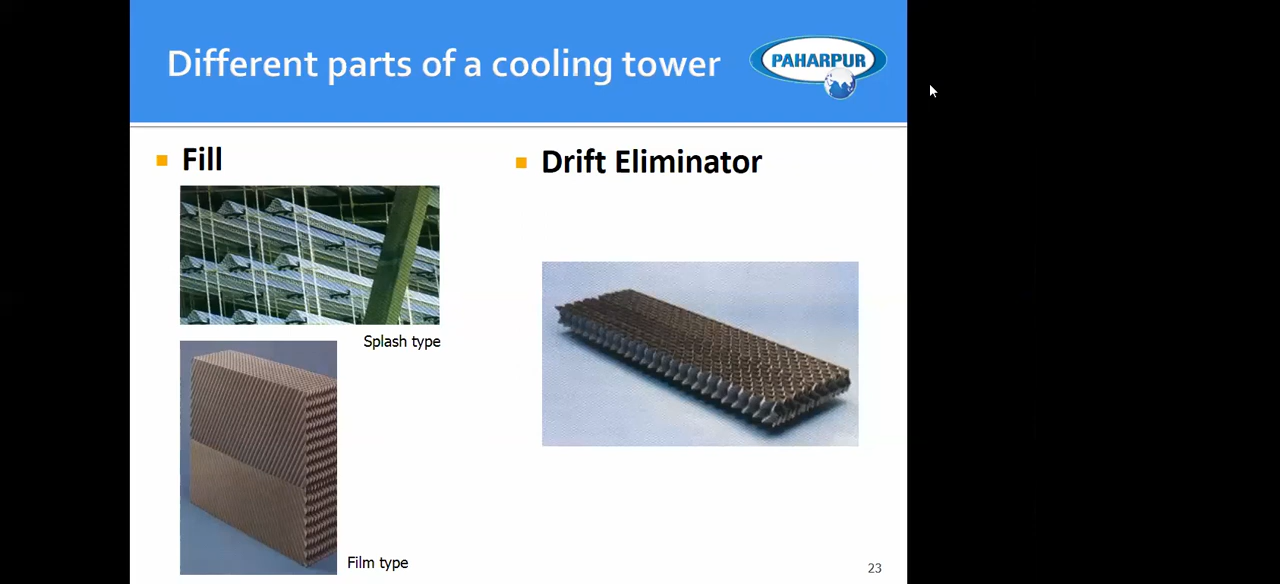 Different parts of a cooling tower
PAHARPUR
Fill
Drift Eliminator
Splash type
Film type
23